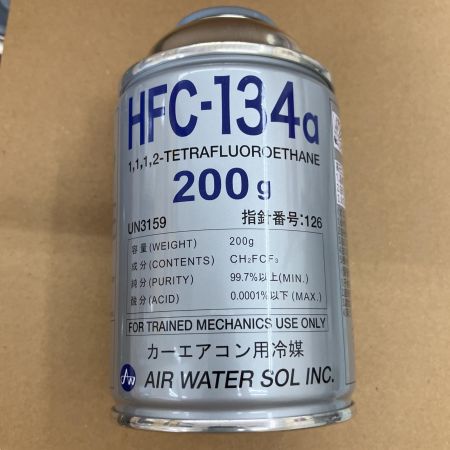 HFC-134a
1,1,1,2-TETRAFLUOROETHANE
200g
UN3159 指針番号:126
容量(WEIGHT) 200g
成分(CONTENTS) CH₂FCF₃
純分(PURITY) 99.7%以上(MIN.)
酸分(ACID) 0.0001%以下(MAX.)
FOR TRAINED MECHANICS USE ONLY
カーエアコン用冷媒
AW AIR WATER SOL INC.